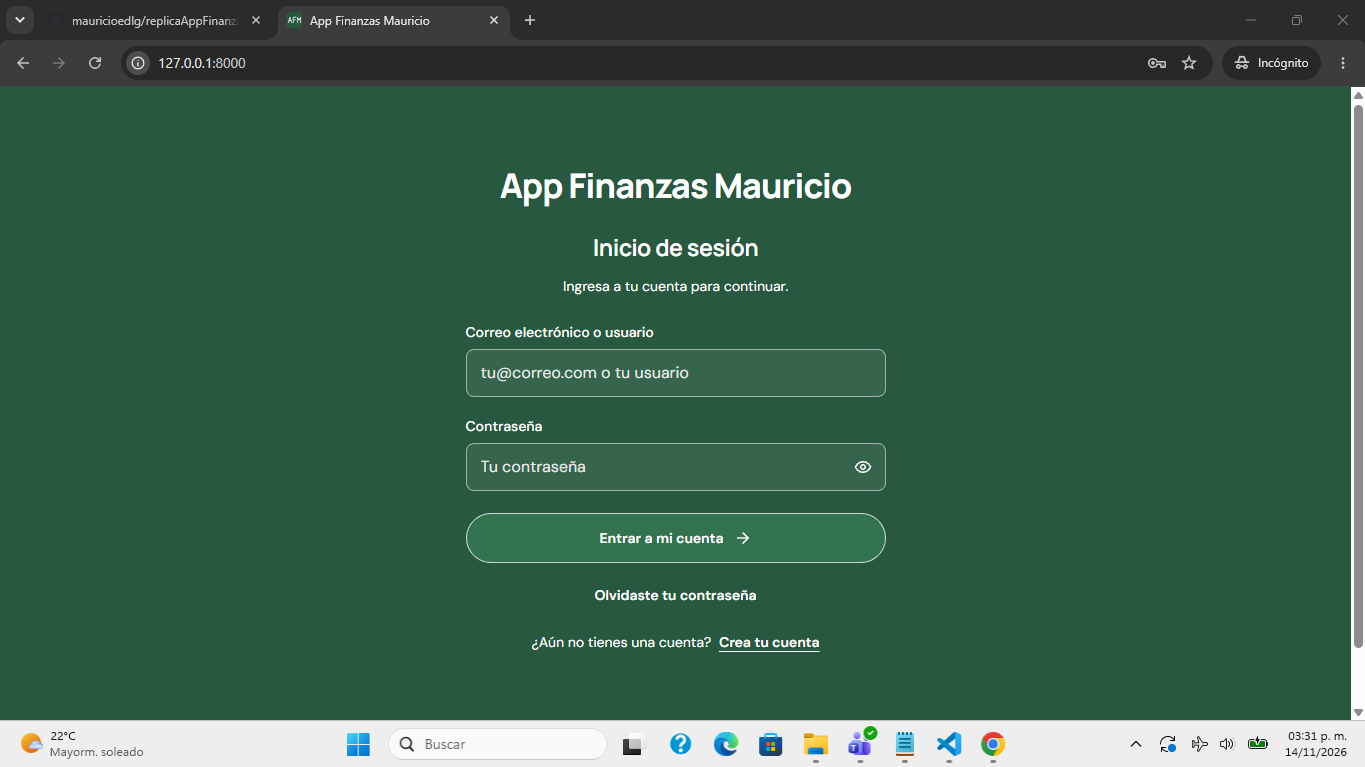 mauricioedlg/replicaAppFinanza
AFM App Finanzas Mauricio
127.0.0.1:8000
Incógnito
App Finanzas Mauricio
Inicio de sesión
Ingresa a tu cuenta para continuar.
Correo electrónico o usuario
tu@correo.com o tu usuario
Contraseña
Tu contraseña
Entrar a mi cuenta
Olvidaste tu contraseña
¿Aún no tienes una cuenta? Crea tu cuenta
22°C
Mayorm. soleado
Buscar
03:31 p. m.
14/11/2026